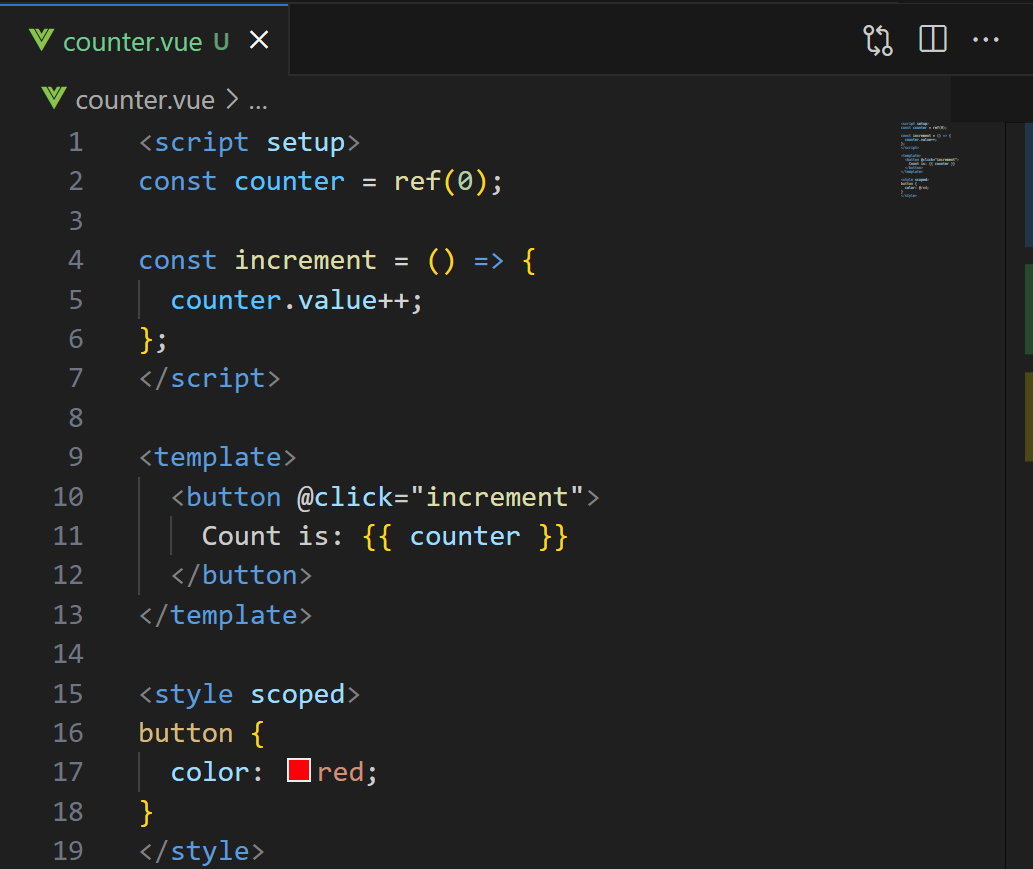 counter.vue U
counter.vue > ...
1 <script setup>
2 const counter = ref(0);
3
4 const increment = () => {
5   counter.value++;
6 };
7 </script>
8
9 <template>
10   <button @click="increment">
11     Count is: {{ counter }}
12   </button>
13 </template>
14
15 <style scoped>
16 button {
17   color: red;
18 }
19 </style>